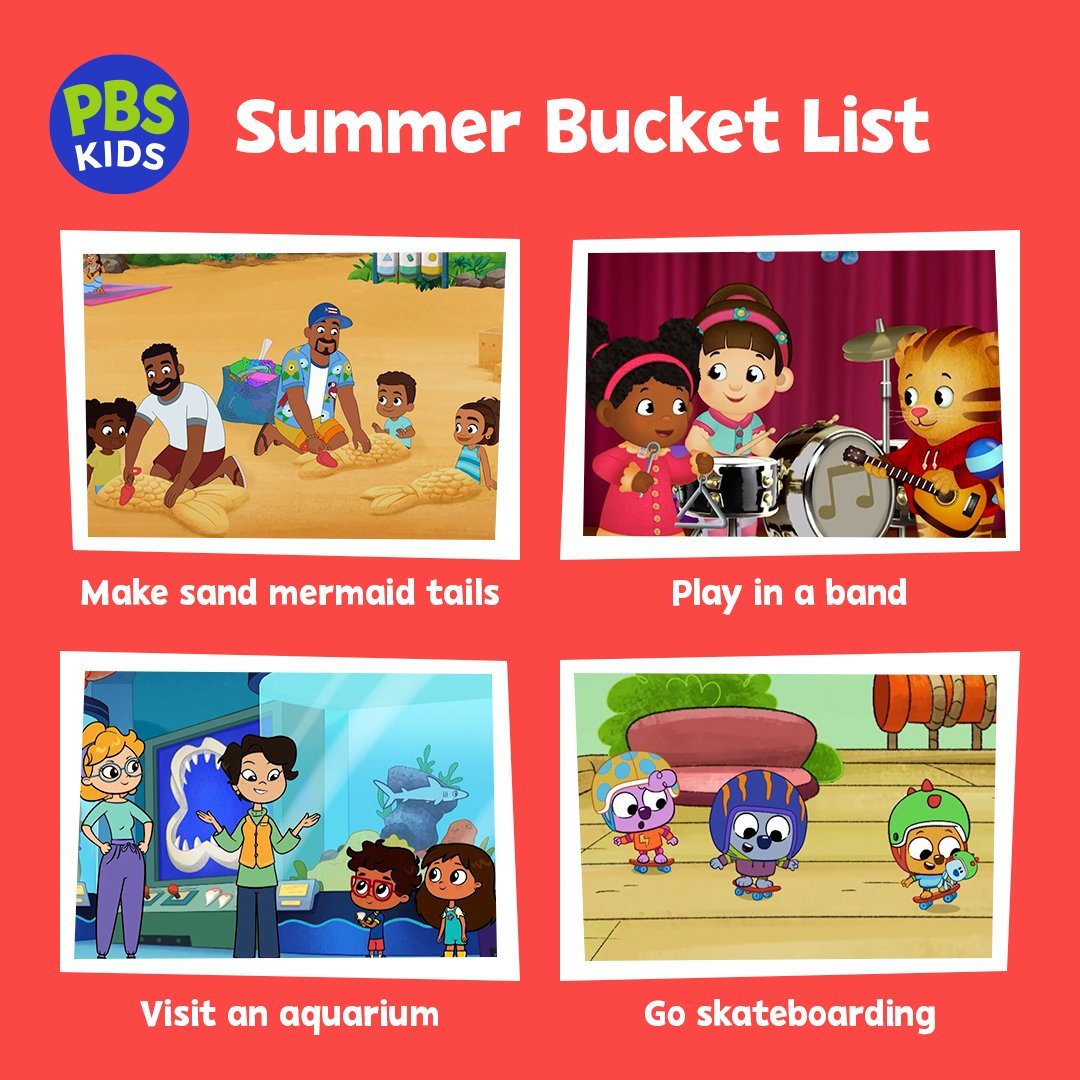 PBS
KIDS
Summer Bucket List
Make sand mermaid tails
Play in a band
Visit an aquarium
Go skateboarding